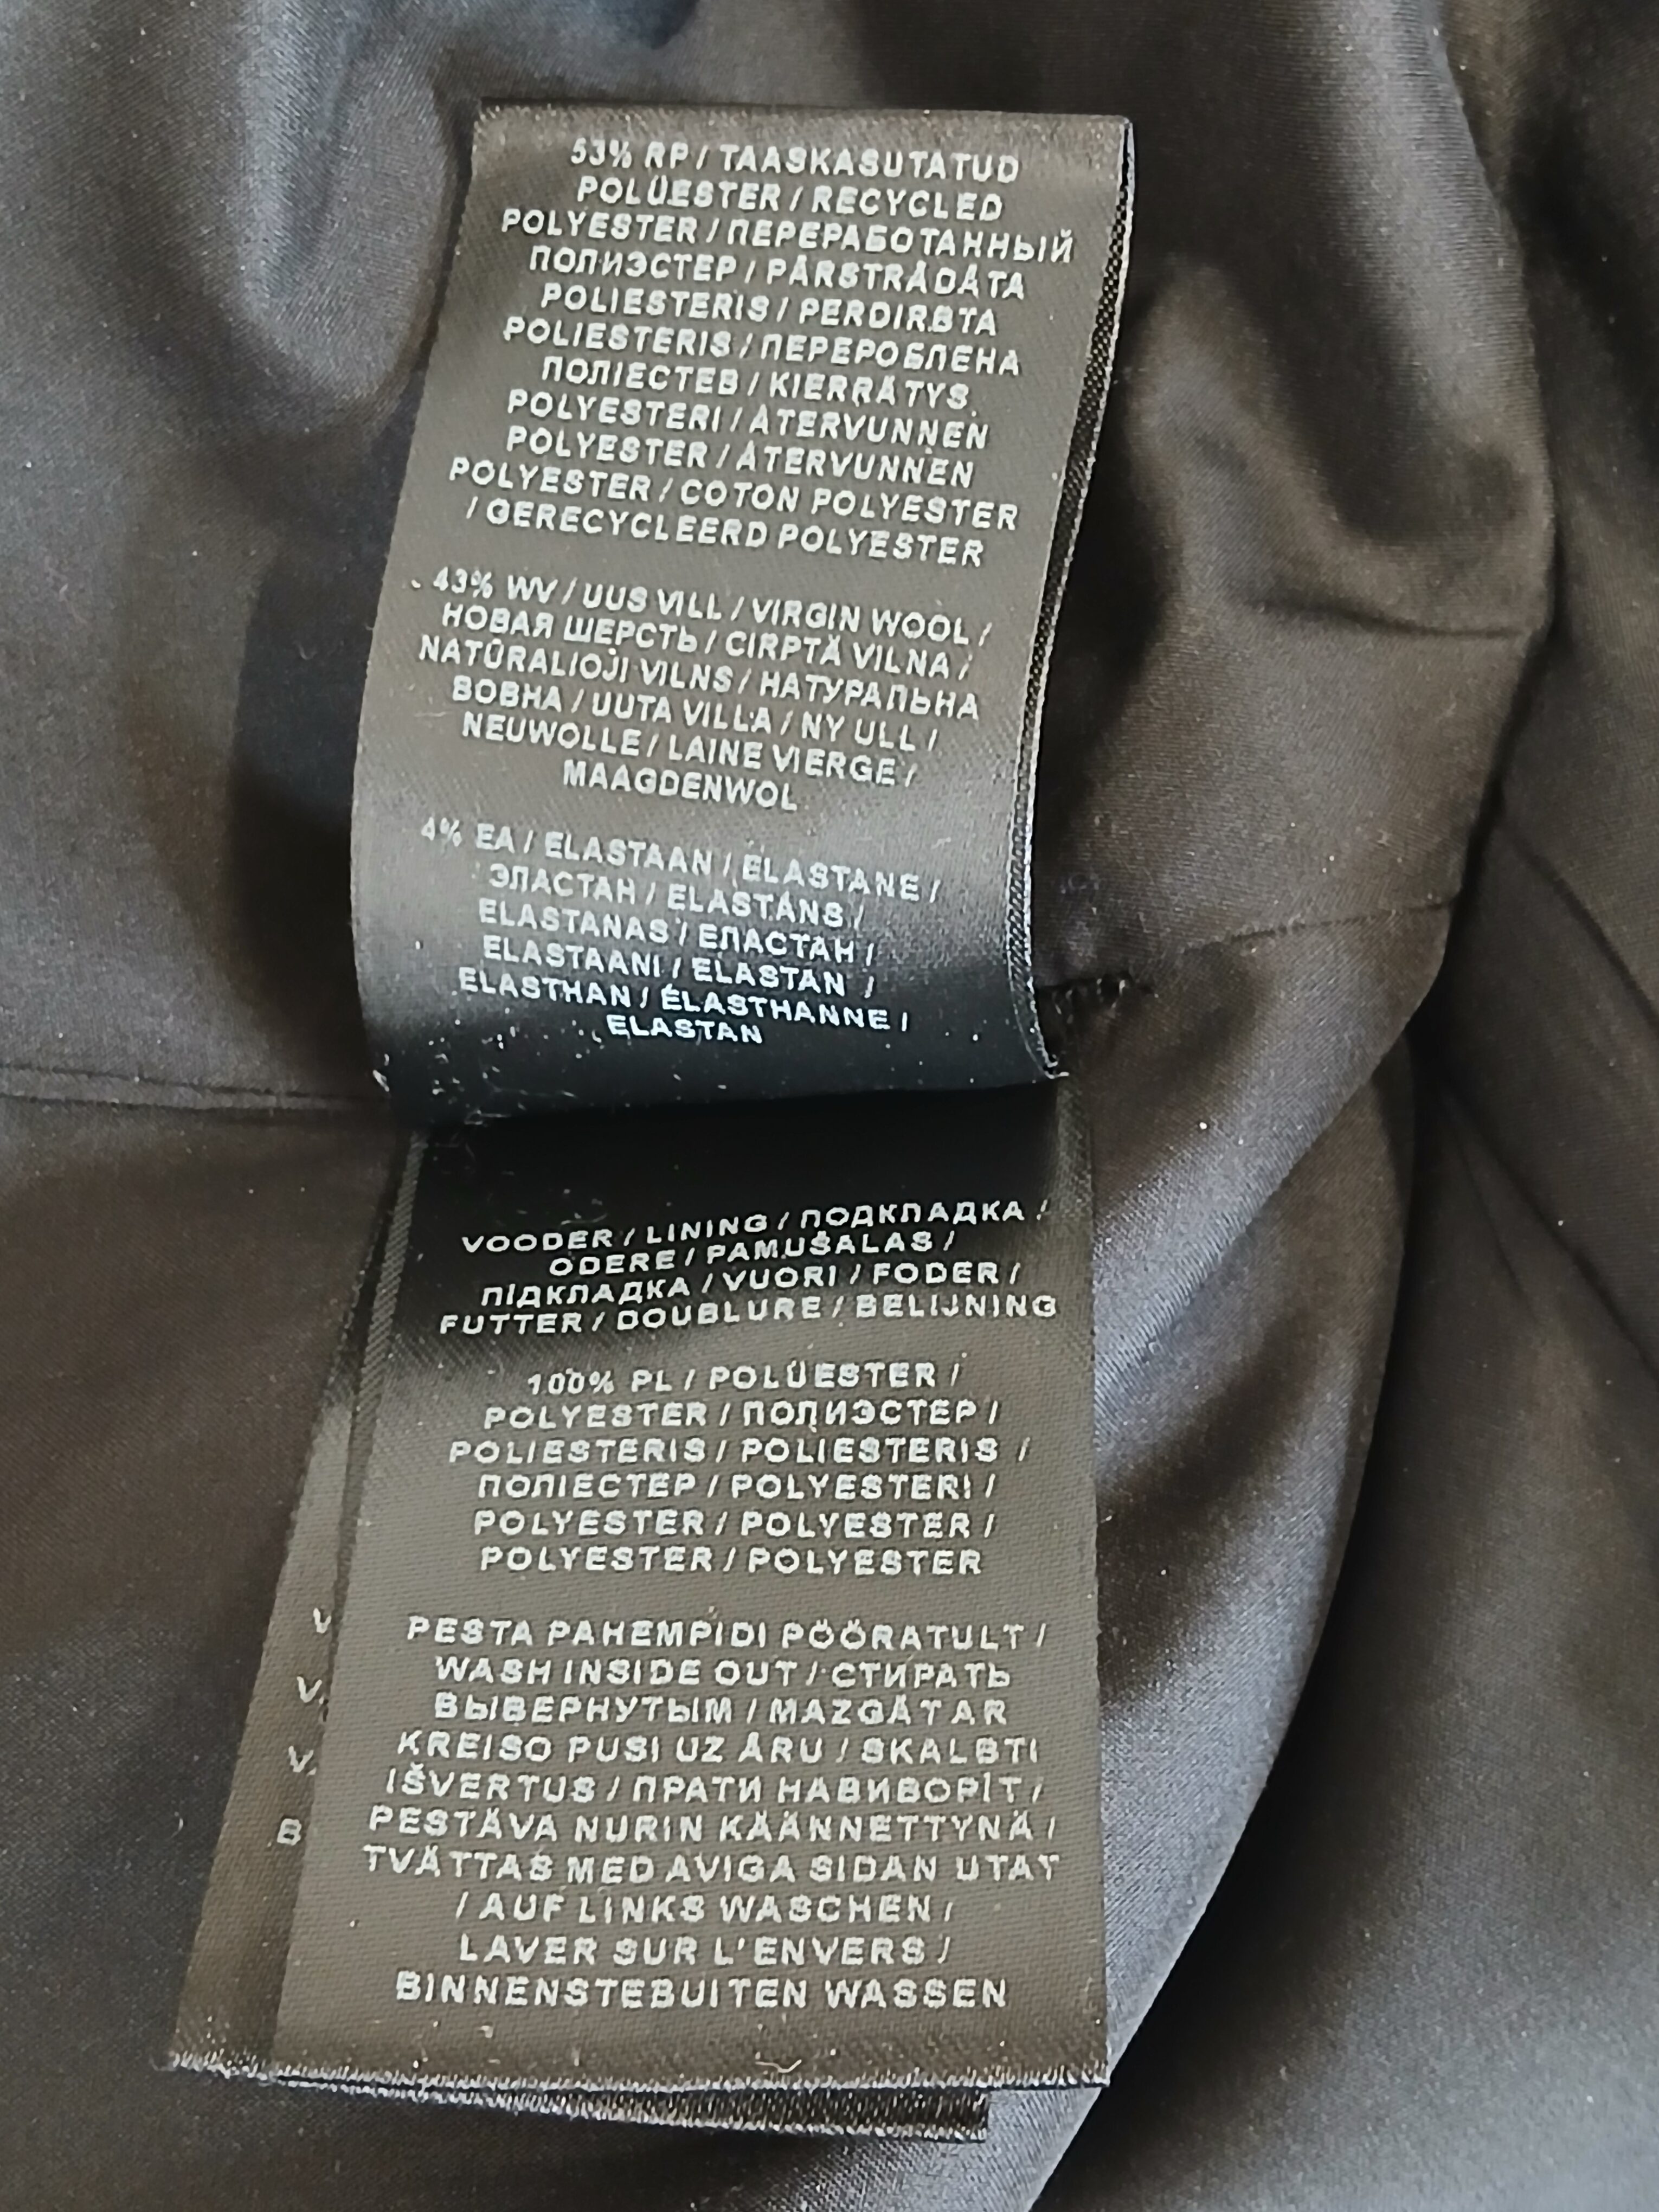 53% RP / TAASKASUTATUD
POLÜESTER / RECYCLED
POLYESTER / ПЕРЕРАБОТАННЫЙ
ПОЛИЭСТЕР / PĀRSTRĀDĀTA
POLIESTERIS / PERDIRBTA
POLIESTERIS / ПЕРЕРОБЛЕНА
ПОЛІЕСТЕВ / KIERRÄTYS.
POLYESTERI / ÅTERVUNNEN
POLYESTER / ÅTERVUNNEN
POLYESTER / COTON POLYESTER
/ GERECYCLEERD POLYESTER
43% WV / UUS VILL / VIRGIN WOOL /
НОВАЯ ШЕРСТЬ / CIRPTĀ VILNA /
NATŪRALIOJI VILNS / НАТУРАПЬНА
ВОВНА / UUTA VILLA / NY ULL /
NEUWOLLE / LAINE VIERGE /
MAAGDENWOL
4% EA / ELASTAAN / ELASTANE /
ЭЛАСТАН / ELASTĀNS /
ELASTANAS / ЕЛАСТАН /
ELASTAANI / ELASTAN /
ELASTHAN / ÉLASTHANNE /
ELASTAN
VOODER / LINING / ПОДКЛАДКА /
ODERE / PAMUŠALAS /
ПІДКЛАДКА / VUORI / FODER /
FUTTER / DOUBLURE / BELIJNING
100% PL / POLÜESTER /
POLYESTER / ПОЛИЭСТЕР /
POLIESTERIS / POLIESTERIS /
ПОЛІЕСТЕР / POLYESTERI /
POLYESTER / POLYESTER /
POLYESTER / POLYESTER
PESTA PAHEMPIDI PÖÖRATULT /
WASH INSIDE OUT / СТИРАТЬ
ВЫВЕРНУТЫМ / MAZGĀTAR
KREISO PUSI UZ ĀRU / SKALBTI
IŠVERTUS / ПРАТИ НАВИВОРІТ /
PESTÄVÄ NURIN KÄÄNNETTYNÄ /
TVÄTTAS MED AVIGA SIDAN UTAT
/ AUF LINKS WASCHEN /
LAVER SUR L'ENVERS /
BINNENSTEBUITEN WASSEN